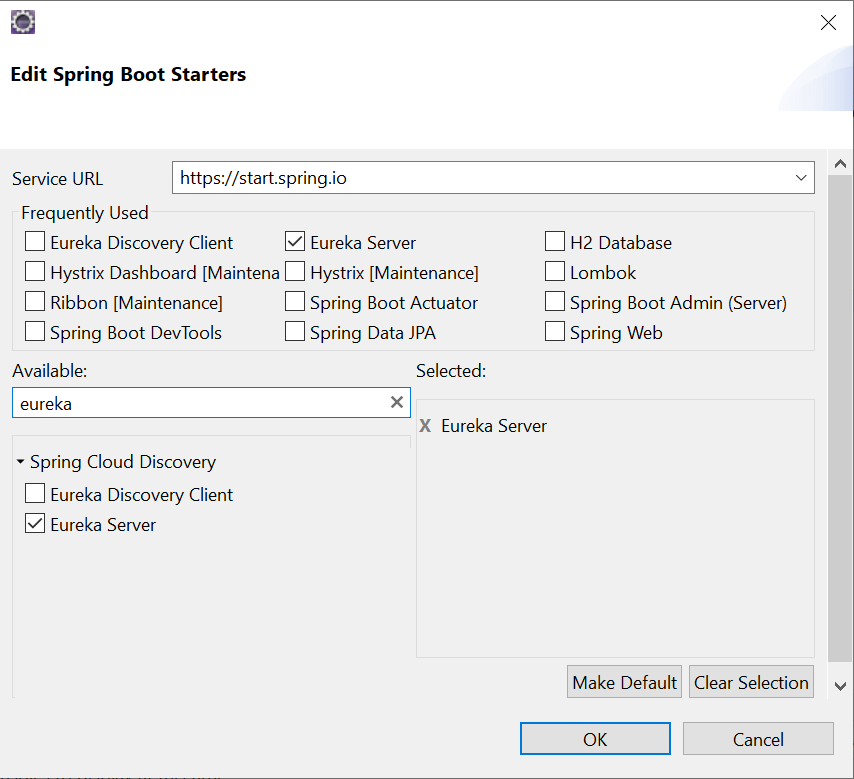 Edit Spring Boot Starters
Service URL
https://start.spring.io
Frequently Used
Eureka Discovery Client
Eureka Server
H2 Database
Hystrix Dashboard [Maintena
Hystrix [Maintenance]
Lombok
Ribbon [Maintenance]
Spring Boot Actuator
Spring Boot Admin (Server)
Spring Boot DevTools
Spring Data JPA
Spring Web
Available:
Selected:
eureka
X Eureka Server
Spring Cloud Discovery
Eureka Discovery Client
Eureka Server
Make Default
Clear Selection
OK
Cancel